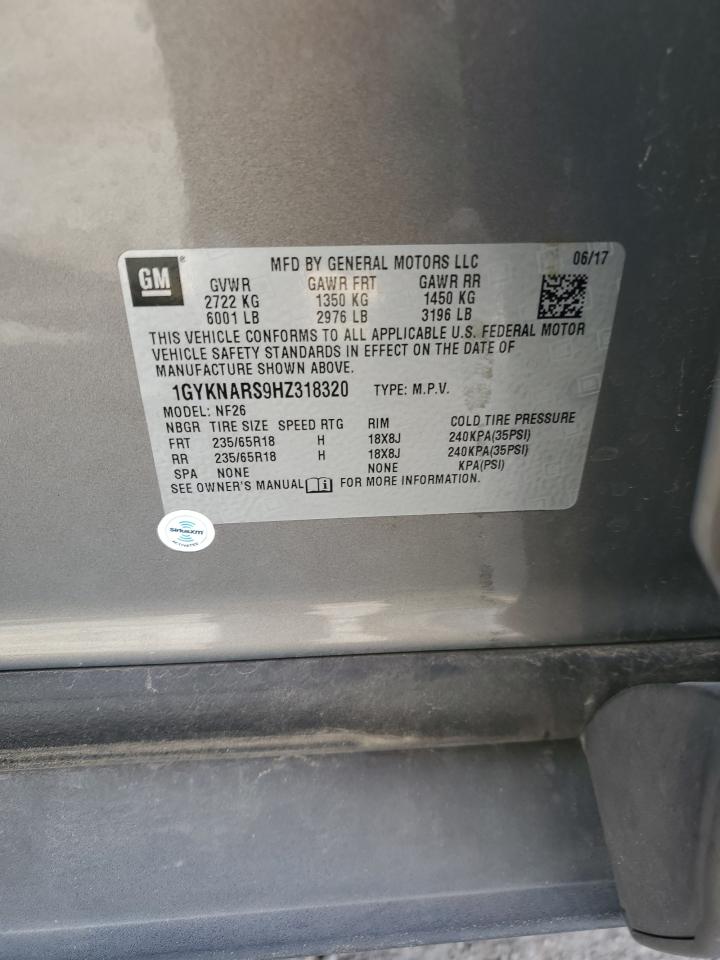 GM ®
MFD BY GENERAL MOTORS LLC 06/17
GVWR GAWR FRT GAWR RR
2722 KG 1350 KG 1450 KG
6001 LB 2976 LB 3196 LB
THIS VEHICLE CONFORMS TO ALL APPLICABLE U.S. FEDERAL MOTOR
VEHICLE SAFETY STANDARDS IN EFFECT ON THE DATE OF
MANUFACTURE SHOWN ABOVE.
1GYKNARS9HZ318320 TYPE: M.P.V.
MODEL: NF26
NBGR TIRE SIZE SPEED RTG RIM COLD TIRE PRESSURE
FRT 235/65R18 H 18X8J 240KPA(35PSI)
RR 235/65R18 H 18X8J 240KPA(35PSI)
SPA NONE NONE KPA(PSI)
SEE OWNER'S MANUAL i FOR MORE INFORMATION.
siriusxm
ACTIVATED